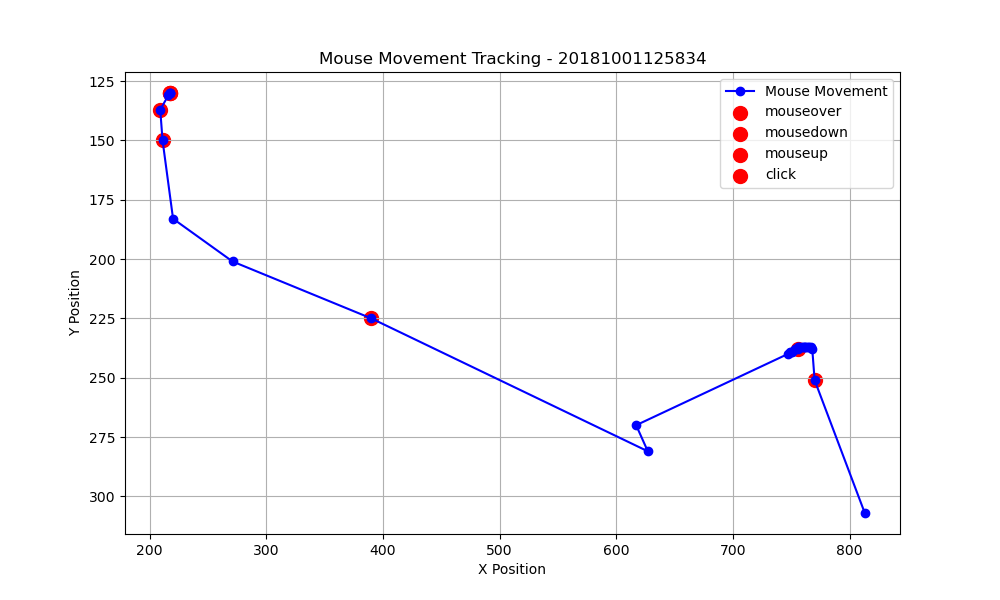 Mouse Movement Tracking - 20181001125834
Mouse Movement
mouseover
mousedown
mouseup
click
Y Position
125
150
175
200
225
250
275
300
200 300 400 500 600 700 800
X Position